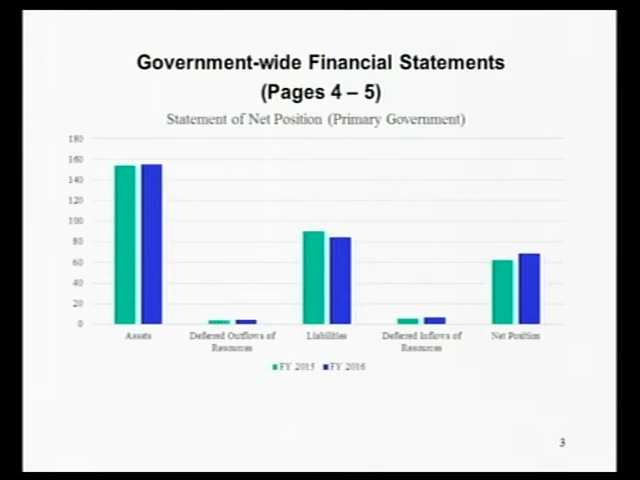 Government-wide Financial Statements
(Pages 4 – 5)
Statement of Net Position (Primary Government)
180
160
140
120
100
80
60
40
20
0
Assets
Deferred Outflows of
Resources
Liabilities
Deferred Inflows of
Resources
Net Position
FY 2015 FY 2016
3